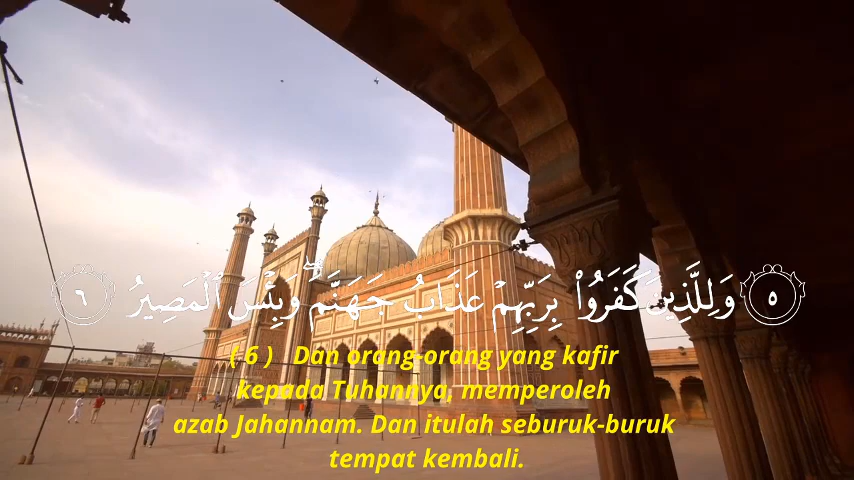 ٥ وَلِلَّذِينَ كَفَرُوا۟ بِرَبِّهِمْ عَذَابُ جَهَنَّمَ ۖ وَبِئْسَ ٱلْمَصِيرُ ٦
( 6 ) Dan orang-orang yang kafir
kepada Tuhannya, memperoleh
azab Jahannam. Dan itulah seburuk-buruk
tempat kembali.